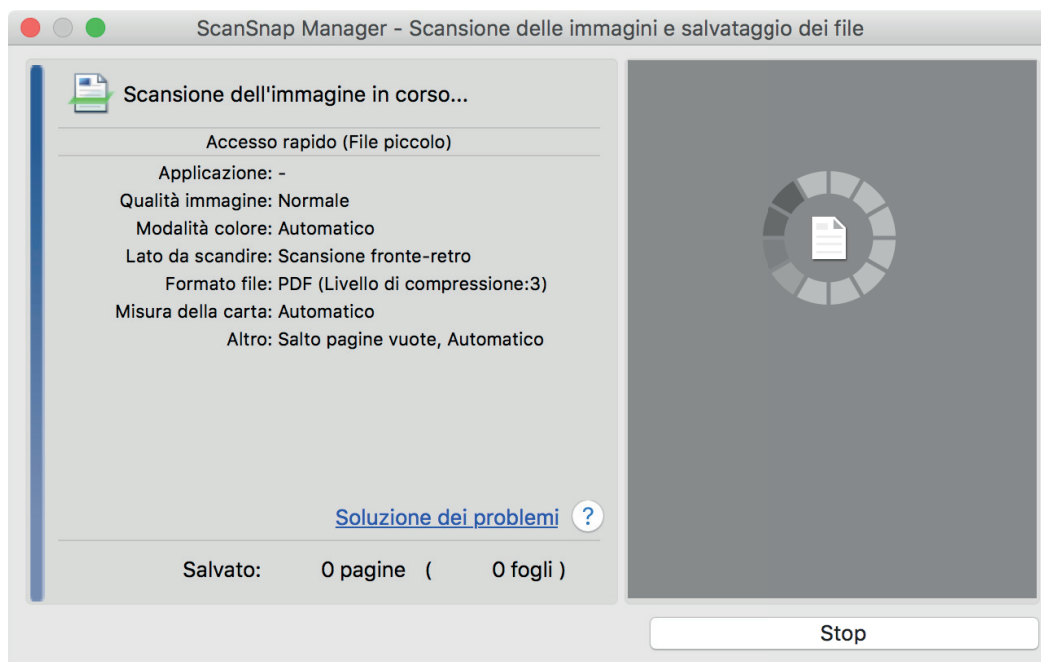 ScanSnap Manager - Scansione delle immagini e salvataggio dei file
Scansione dell'immagine in corso...
Accesso rapido (File piccolo)
Applicazione: -
Qualità immagine: Normale
Modalità colore: Automatico
Lato da scandire: Scansione fronte-retro
Formato file: PDF (Livello di compressione:3)
Misura della carta: Automatico
Altro: Salto pagine vuote, Automatico
Soluzione dei problemi ?
Salvato: 0 pagine ( 0 fogli )
Stop